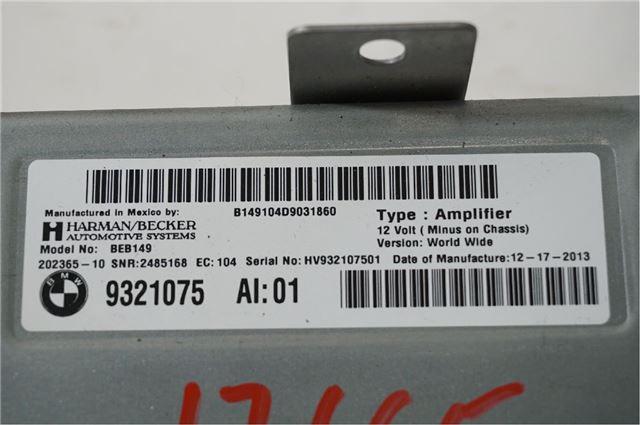 Manufactured in Mexico by:
B149104D9031860
HARMAN/BECKER
AUTOMOTIVE SYSTEMS
Type : Amplifier
12 Volt ( Minus on Chassis)
Model No: BEB149
Version: World Wide
202365-10 SNR:2485168 EC: 104 Serial No: HV932107501 Date of Manufacture:12-17-2013
BMW
9321075 AI:01